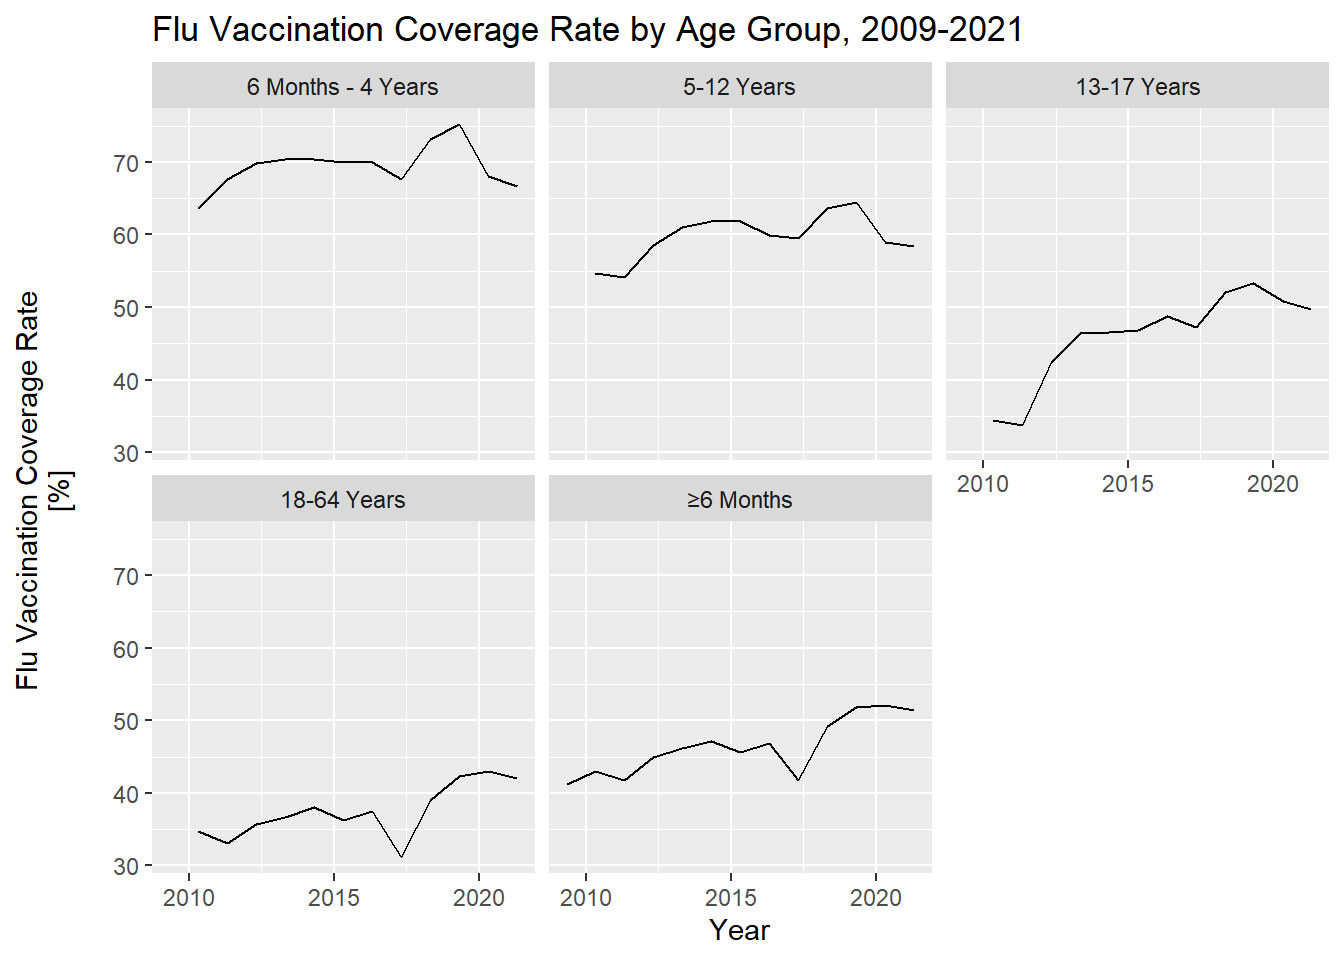 Flu Vaccination Coverage Rate by Age Group, 2009-2021
6 Months - 4 Years
5-12 Years
13-17 Years
70
60
50
40
30
2010
2015
2020
18-64 Years
≥6 Months
70
60
50
40
30
2010
2015
2020
2010
2015
2020
Year
Flu Vaccination Coverage Rate
[%]